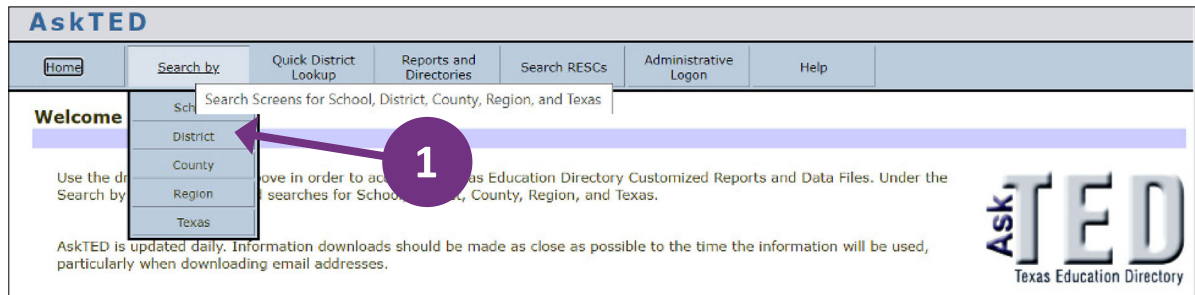 AskTED
Home
Search by
Quick District
Lookup
Reports and
Directories
Search RESCs
Administrative
Logon
Help
Search Screens for School, District, County, Region, and Texas
Welcome
Sch
District
County
Region
Texas
1
Use the ove in order to as Education Directory Customized Reports and Data Files. Under the
Search by searches for County, Region, and Texas.
AskTED is updated daily. Information downloads should be made as close as possible to the time the information will be used,
particularly when downloading email addresses.
Ask
TED
Texas Education Directory